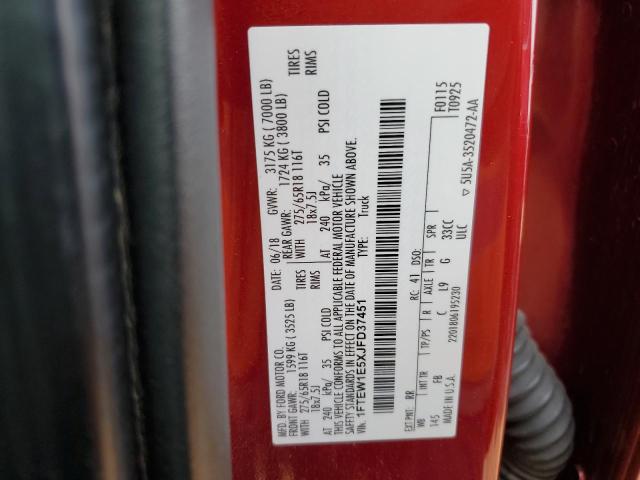 MFD. BY FORD MOTOR CO.
DATE: 06/18 GVWR: 3175 KG ( 7000 LB)
FRONT GAWR: 1599 KG ( 3525 LB) REAR GAWR: 1724 KG ( 3800 LB)
WITH 275/65R18 116T TIRES WITH 275/65R18 116T TIRES
18x7.5J RIMS 18x7.5J RIMS
AT 240 kPa/ 35 PSI COLD AT 240 kPa/ 35 PSI COLD
THIS VEHICLE CONFORMS TO ALL APPLICABLE FEDERAL MOTOR VEHICLE
SAFETY STANDARDS IN EFFECT ON THE DATE OF MANUFACTURE SHOWN ABOVE.
VIN: 1FTEW1E5XJFD37451 TYPE: Truck
F0115
T0925
EXT PNT: RR RC: 41 DSO:
WB INT TR TP/PS R AXLE TR SPR
145 FB C L9 G 33CC
ULC
MADE IN U.S.A. 2201806195230 5U5A-3520472-AA